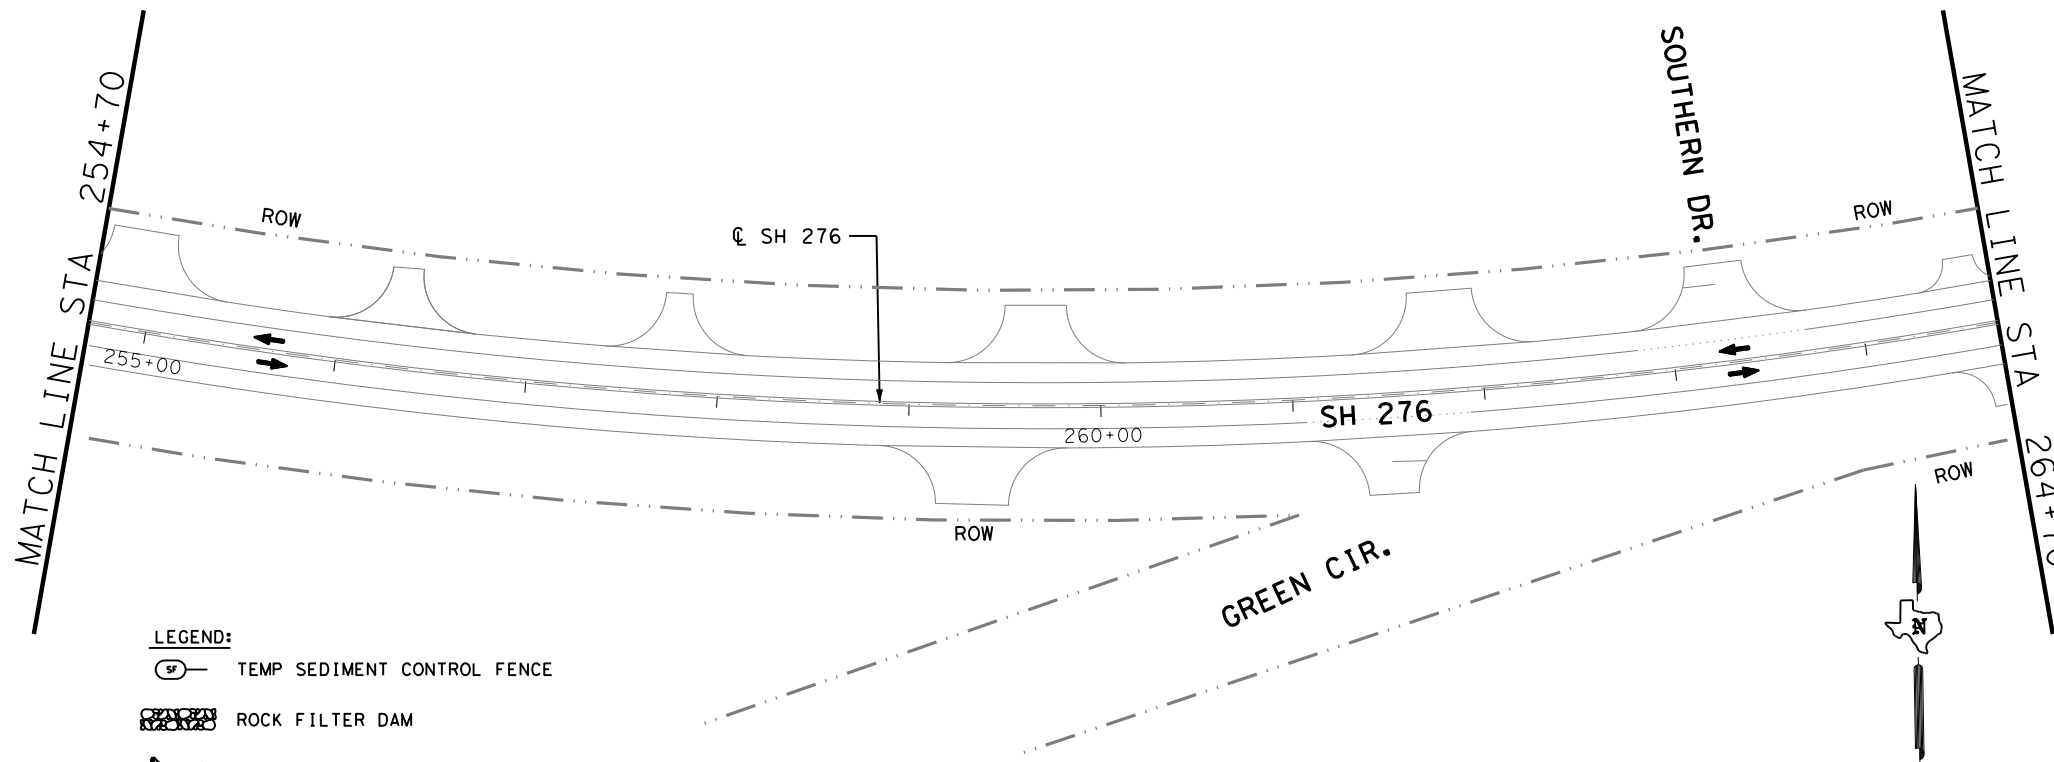 MATCH LINE STA 254+70
ROW
℄ SH 276
SOUTHERN DR.
ROW
MATCH LINE STA 264+70
255+00
SH 276
260+00
ROW
ROW
GREEN CIR.
LEGEND:
SF TEMP SEDIMENT CONTROL FENCE
ROCK FILTER DAM
N